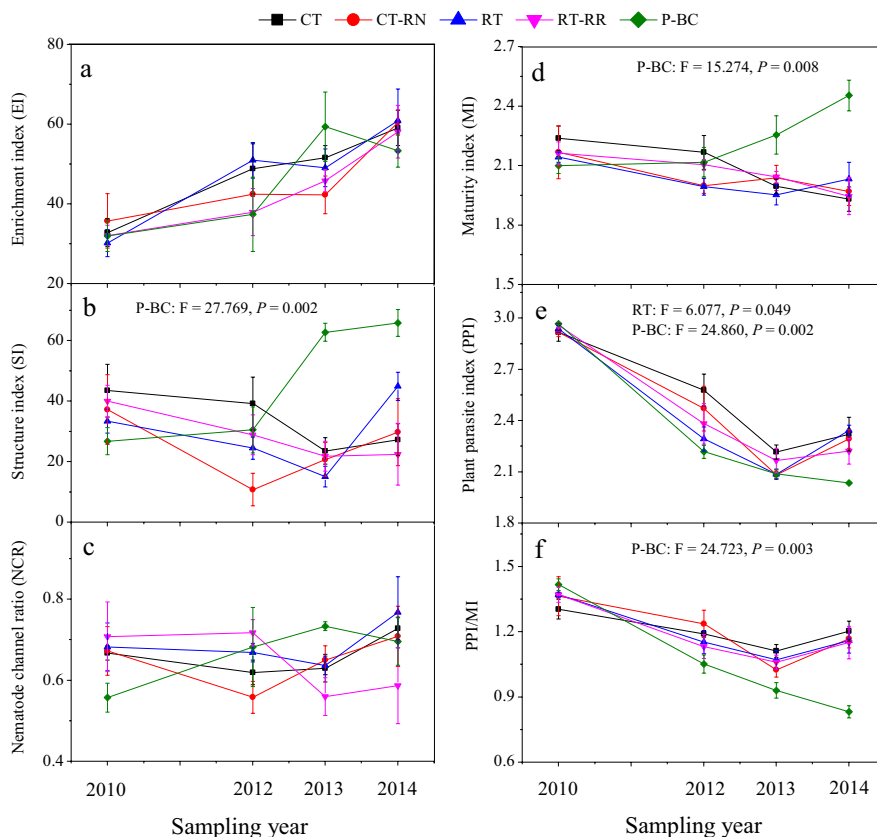 CT CT-RN RT RT-RR P-BC
a
Enrichment index (EI)
80
60
40
20
b
P-BC: F = 27.769, P = 0.002
Structure index (SI)
60
40
20
0
c
Nematode channel ratio (NCR)
0.8
0.6
0.4
2010 2012 2013 2014
Sampling year
d
P-BC: F = 15.274, P = 0.008
Maturity index (MI)
2.7
2.4
2.1
1.8
1.5
e
RT: F = 6.077, P = 0.049
P-BC: F = 24.860, P = 0.002
Plant parasite index (PPI)
3.0
2.7
2.4
2.1
1.8
f
P-BC: F = 24.723, P = 0.003
PPI/MI
1.5
1.2
0.9
0.6
2010 2012 2013 2014
Sampling year